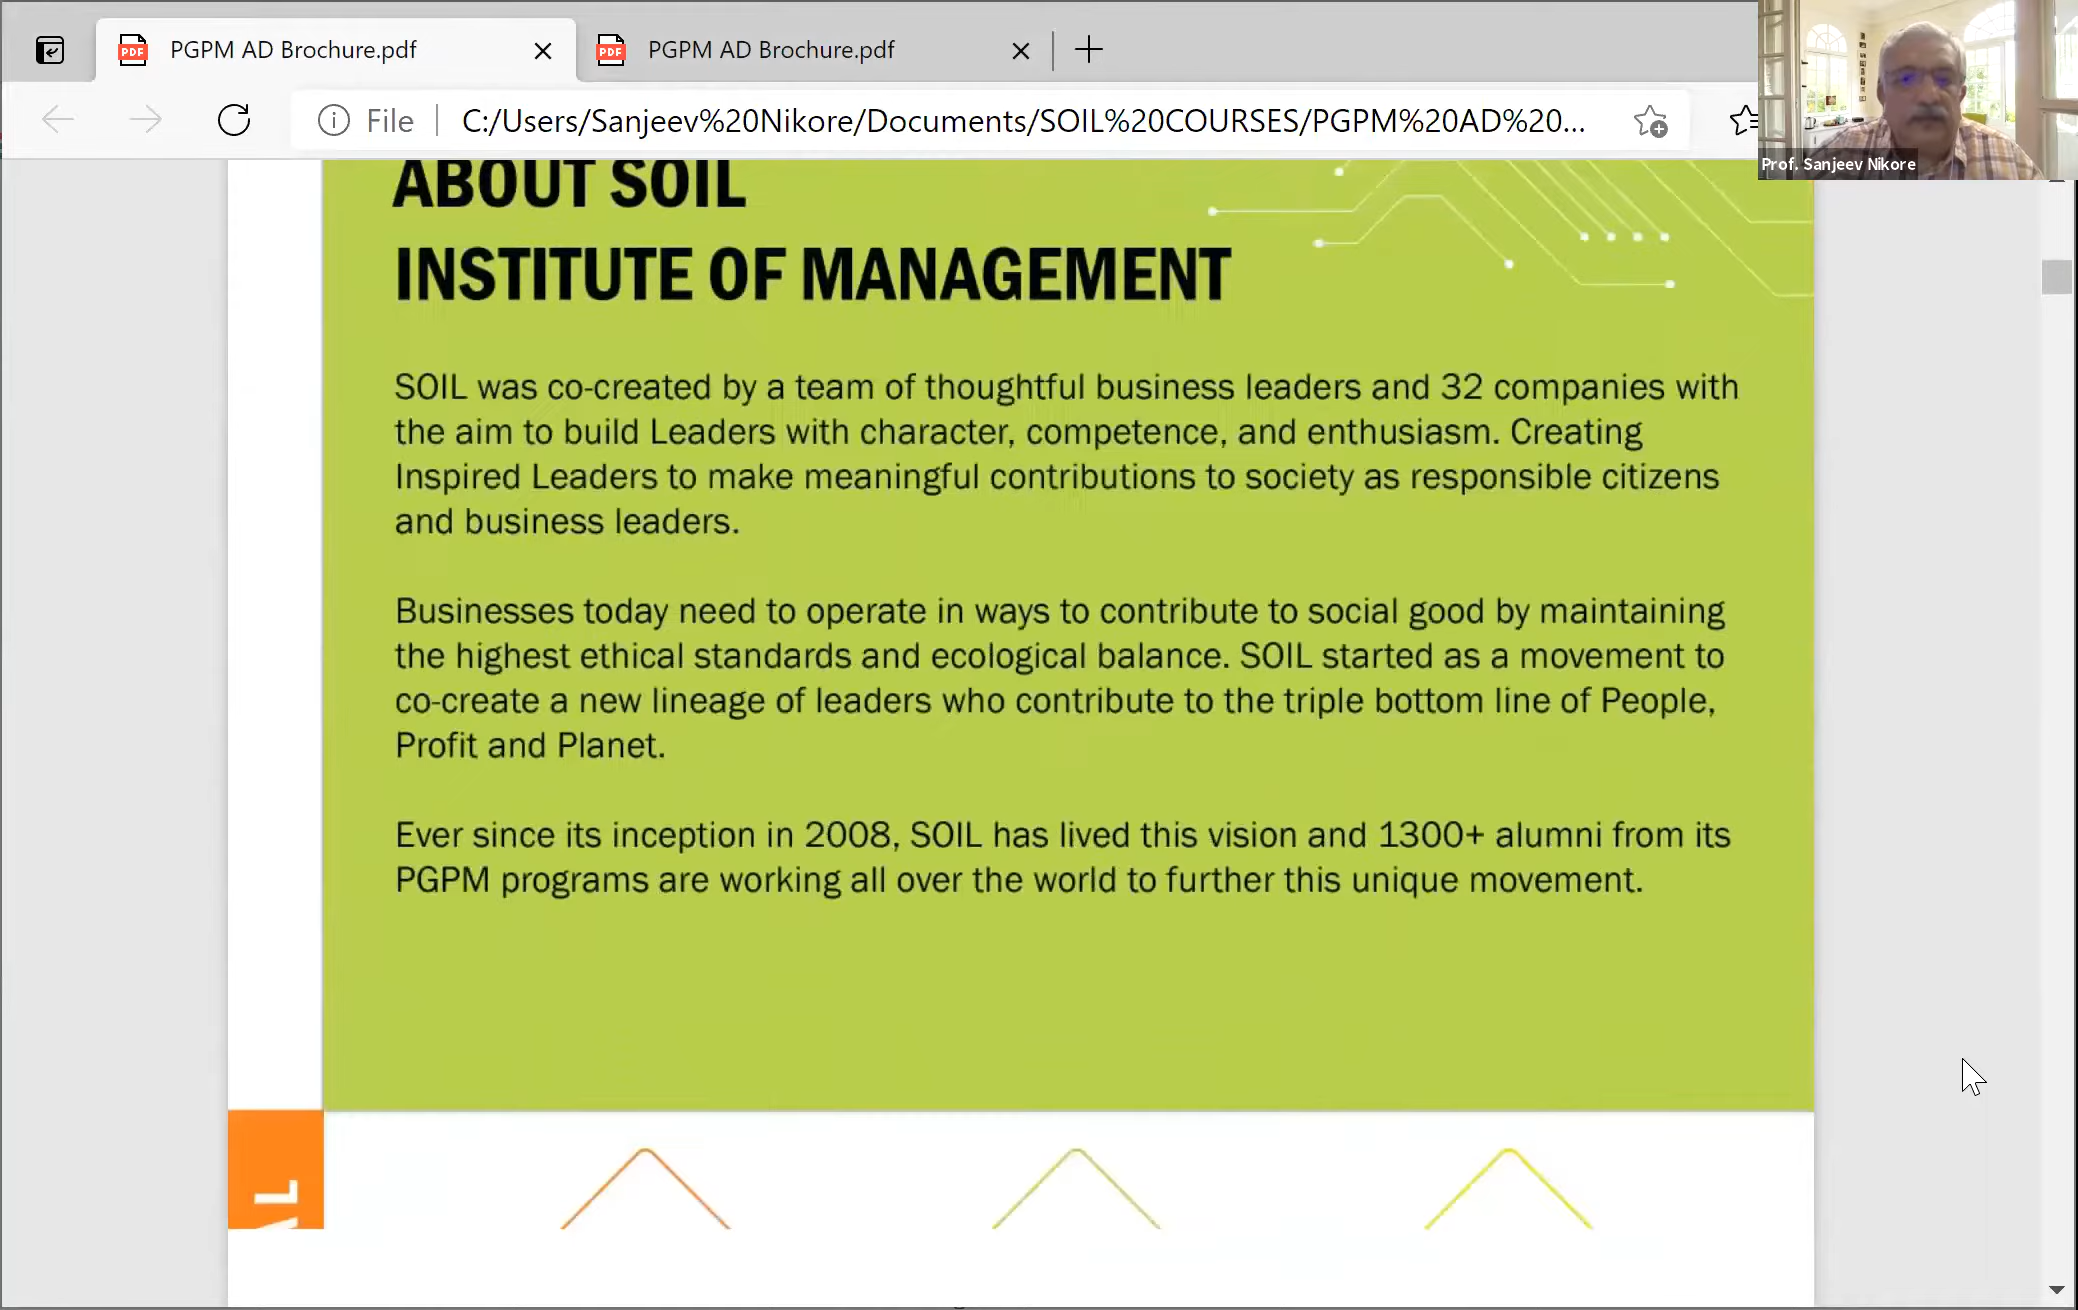 PGPM AD Brochure.pdf
PGPM AD Brochure.pdf
File
C:/Users/Sanjeev%20Nikore/Documents/SOIL%20COURSES/PGPM%20AD%20...
Prof. Sanjeev Nikore
ABOUT SOIL
INSTITUTE OF MANAGEMENT
SOIL was co-created by a team of thoughtful business leaders and 32 companies with
the aim to build Leaders with character, competence, and enthusiasm. Creating
Inspired Leaders to make meaningful contributions to society as responsible citizens
and business leaders.
Businesses today need to operate in ways to contribute to social good by maintaining
the highest ethical standards and ecological balance. SOIL started as a movement to
co-create a new lineage of leaders who contribute to the triple bottom line of People,
Profit and Planet.
Ever since its inception in 2008, SOIL has lived this vision and 1300+ alumni from its
PGPM programs are working all over the world to further this unique movement.